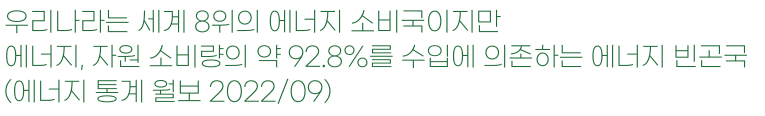 우리나라는 세계 8위의 에너지 소비국이지만
에너지, 자원 소비량의 약 92.8%를 수입에 의존하는 에너지 빈곤국
(에너지 통계 월보 2022/09)